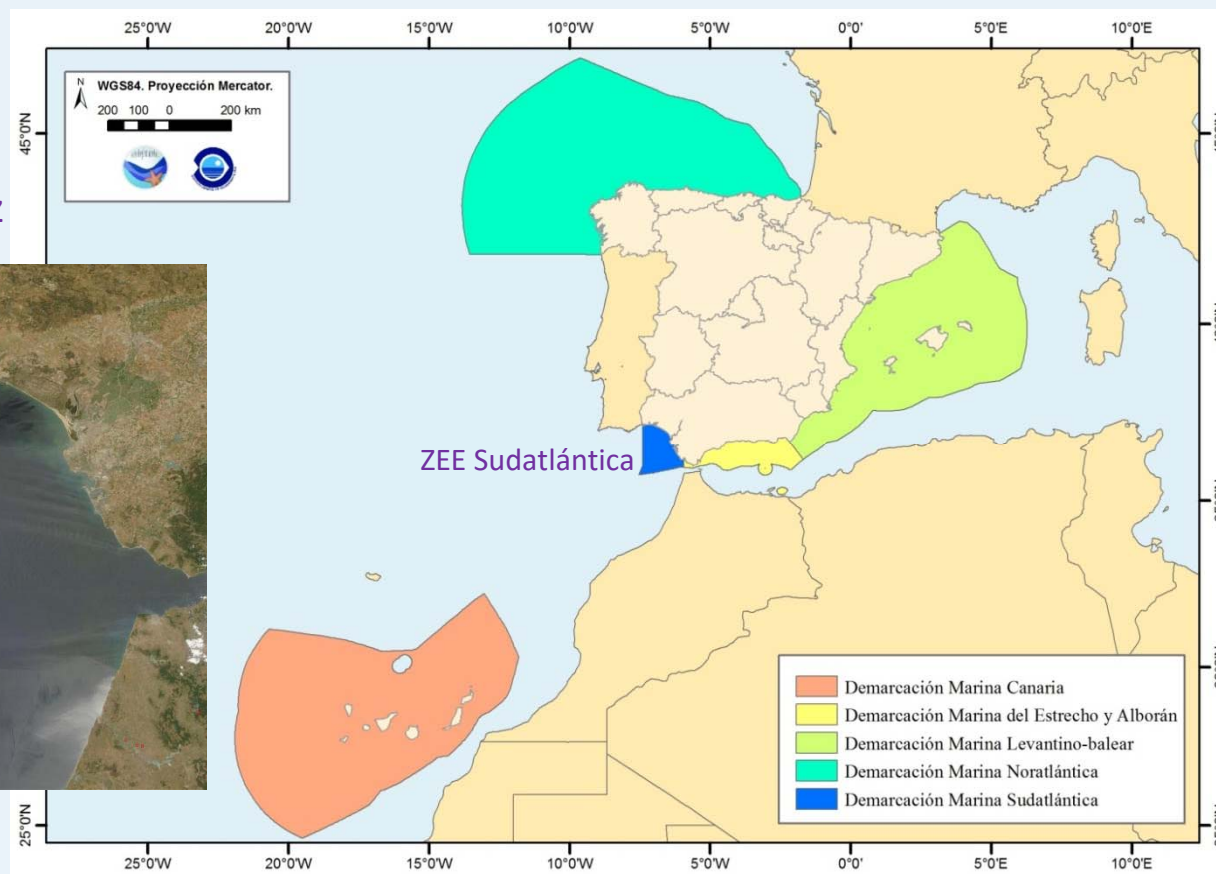 25°0'W 20°0'W 15°0'W 10°0'W 5°0'W 0°0' 5°0'E 10°0'E
N
WGS84. Proyección Mercator.
200 100 0 200 km
45°0'N
Z
ZEE Sudatlántica
Demarcación Marina Canaria
Demarcación Marina del Estrecho y Alborán
Demarcación Marina Levantino-balear
Demarcación Marina Noratlántica
Demarcación Marina Sudatlántica
25°0'N
25°0'W 20°0'W 15°0'W 10°0'W 5°0'W 0°0' 5°0'E 10°0'E